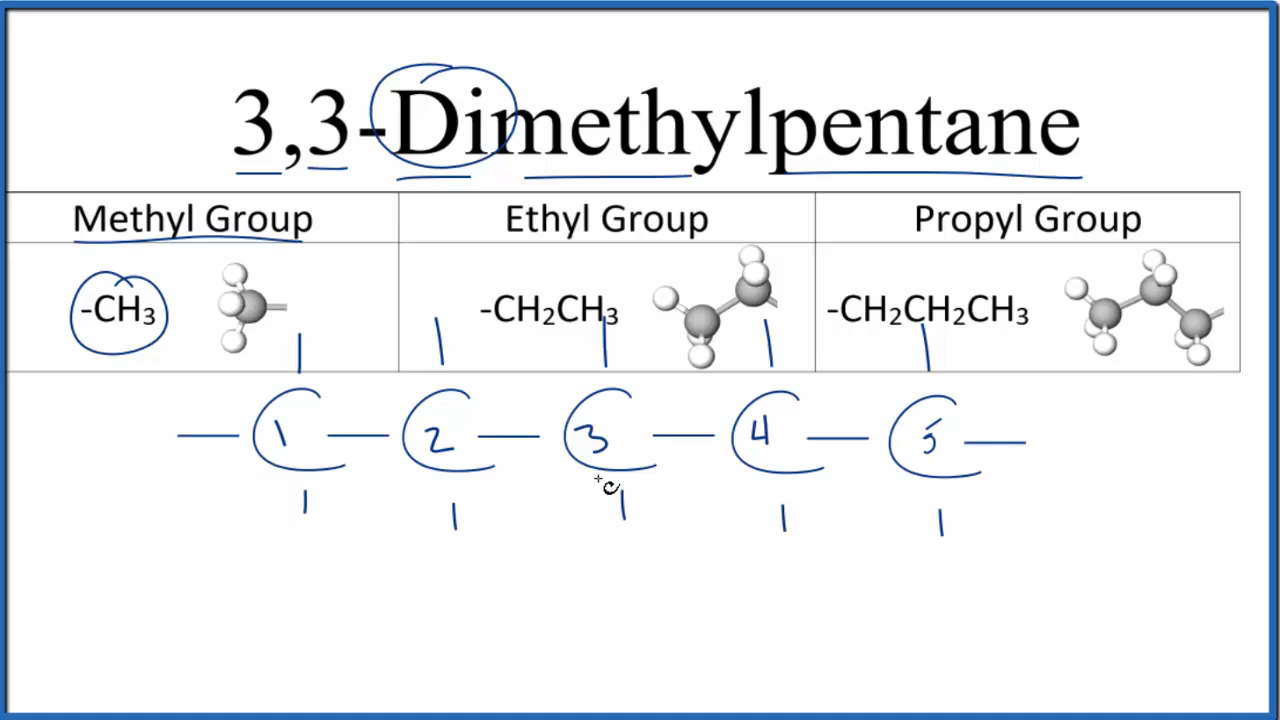 3,3-Dimethylpentane
Methyl Group Ethyl Group Propyl Group
-CH₃ -CH₂CH₃ -CH₂CH₂CH₃
1 2 3 4 5